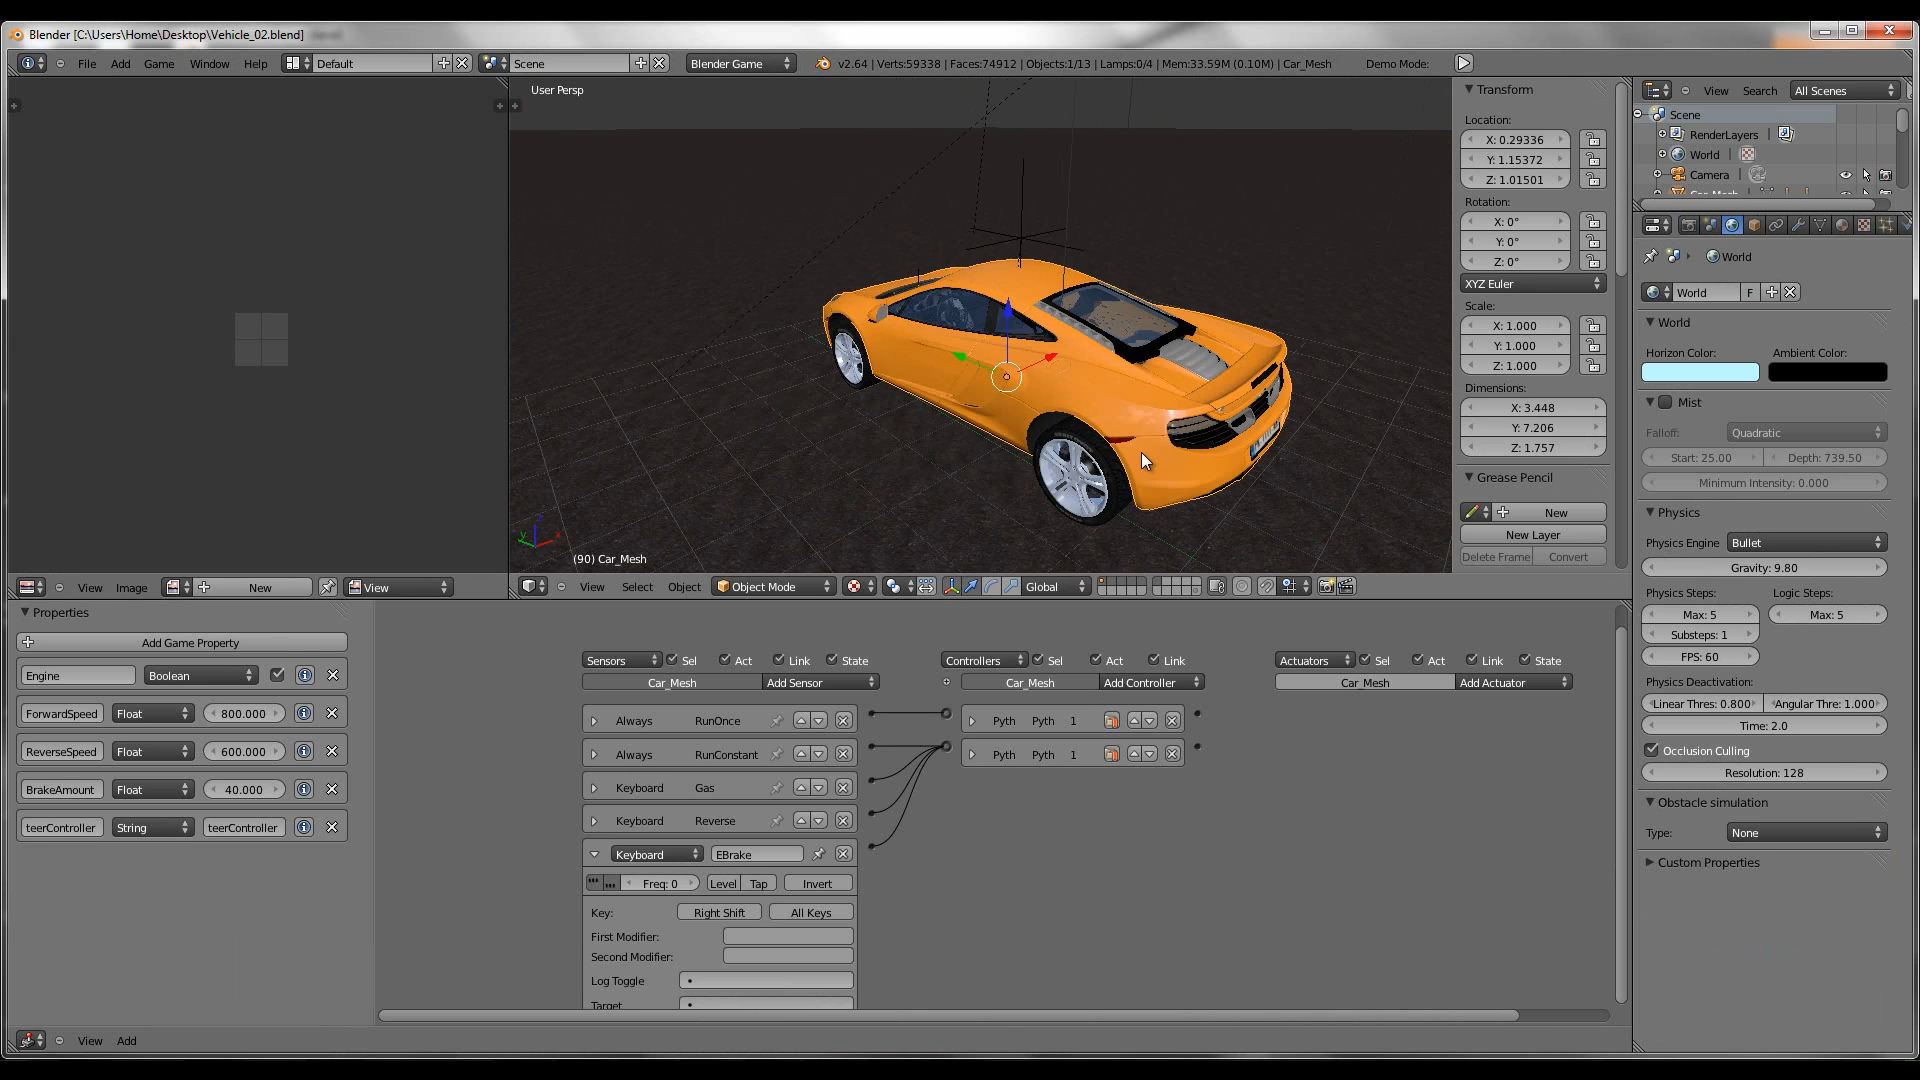 Blender [C:\Users\Home\Desktop\Vehicle_02.blend]
File Add Game Window Help Default Scene Blender Game v2.64 | Verts:59338 | Faces:74912 | Objects:1/13 | Lamps:0/4 | Mem:33.59M (0.10M) | Car_Mesh Demo Mode:
User Persp
(90) Car_Mesh
View Image New View
View Select Object Object Mode Global
Transform
Location:
X: 0.29336
Y: 1.15372
Z: 1.01501
Rotation:
X: 0°
Y: 0°
Z: 0°
XYZ Euler
Scale:
X: 1.000
Y: 1.000
Z: 1.000
Dimensions:
X: 3.448
Y: 7.206
Z: 1.757
Grease Pencil
New
New Layer
Delete Frame Convert
View Search All Scenes
Scene
RenderLayers
World
Camera
Car_Mesh
World
World F
World
Horizon Color: Ambient Color:
Mist
Falloff: Quadratic
Start: 25.00 Depth: 739.50
Minimum Intensity: 0.000
Physics
Physics Engine Bullet
Gravity: 9.80
Physics Steps: Logic Steps:
Max: 5 Max: 5
Substeps: 1
FPS: 60
Physics Deactivation:
Linear Thres: 0.800 Angular Thre: 1.000
Time: 2.0
Occlusion Culling
Resolution: 128
Obstacle simulation
Type: None
Custom Properties
Properties
Add Game Property
Engine Boolean
ForwardSpeed Float 800.000
ReverseSpeed Float 600.000
BrakeAmount Float 40.000
teerController String teerController
Sensors Sel Act Link State
Car_Mesh Add Sensor
Always RunOnce
Always RunConstant
Keyboard Gas
Keyboard Reverse
Keyboard EBrake
Freq: 0 Level Tap Invert
Key: Right Shift All Keys
First Modifier:
Second Modifier:
Log Toggle
Target
Controllers Sel Act Link
Car_Mesh Add Controller
Pyth Pyth 1
Pyth Pyth 1
Actuators Sel Act Link State
Car_Mesh Add Actuator
View Add